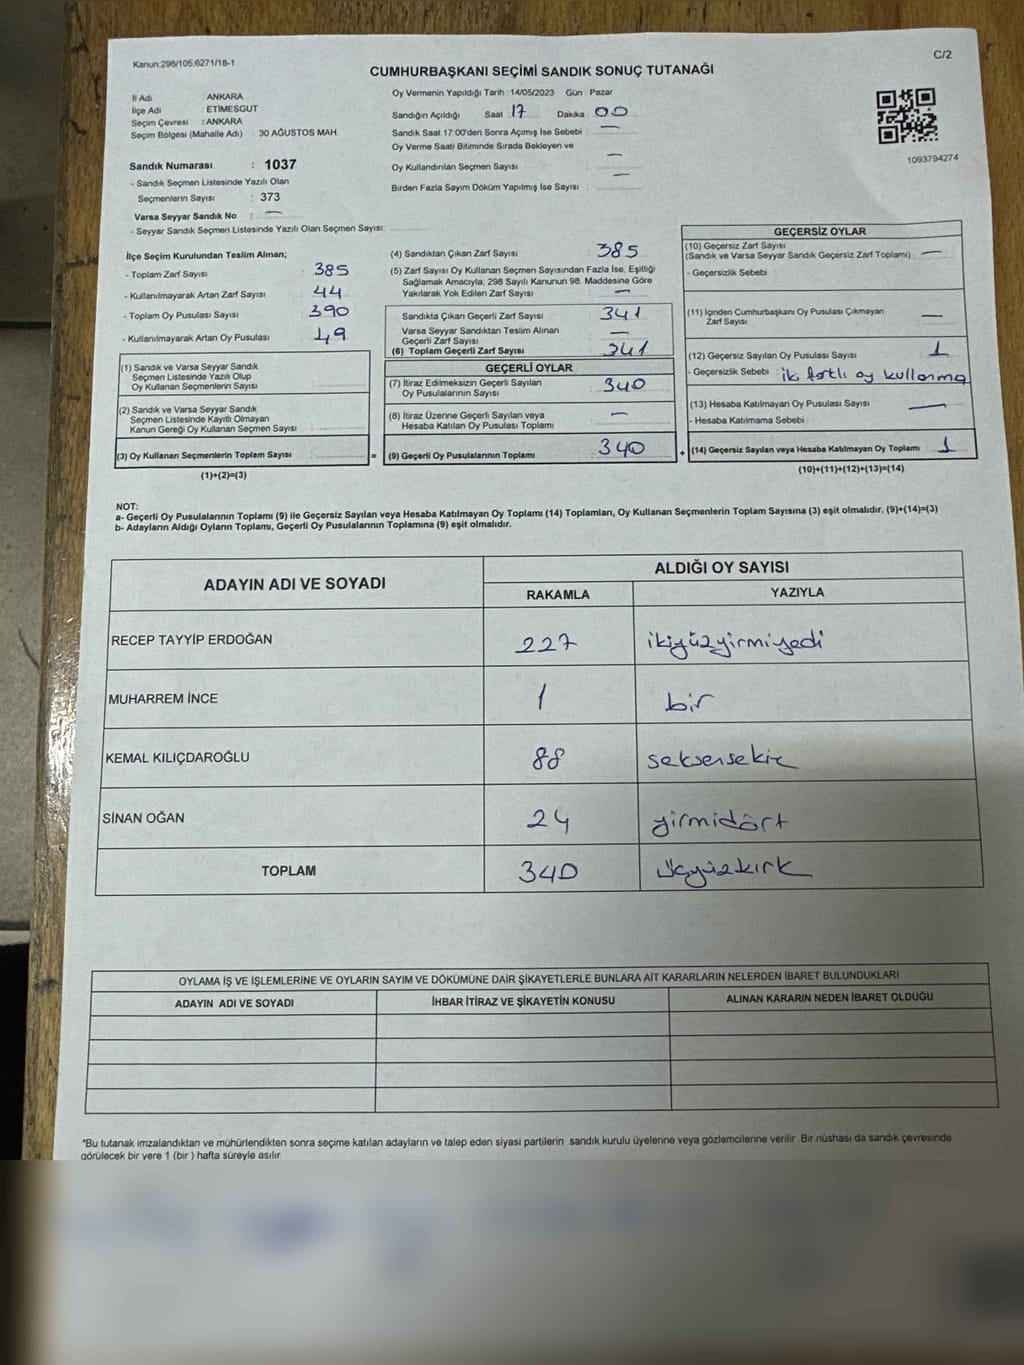 Kanun.298/105.6271/18-1
C/2
CUMHURBAŞKANI SEÇİMİ SANDIK SONUÇ TUTANAĞI
İl Adı ANKARA
İlçe Adı : ETİMESGUT
Seçim Çevresi : ANKARA
Seçim Bölgesi (Mahalle Adı) : 30 AĞUSTOS MAH.
Sandık Numarası : 1037
- Sandık Seçmen Listesinde Yazılı Olan
Seçmenlerin Sayısı : 373
Varsa Seyyar Sandık No : —
- Seyyar Sandık Seçmen Listesinde Yazılı Olan Seçmen Sayısı:
Oy Vermenin Yapıldığı Tarih : 14/05/2023 Gün : Pazar
Sandığın Açıldığı Saat : 17 Dakika : 00
Sandık Saat 17:00'den Sonra Açımış İse Sebebi : —
Oy Verme Saati Bitiminde Sırada Bekleyen ve
Oy Kullandırılan Seçmen Sayısı : —
Birden Fazla Sayım Döküm Yapılmış İse Sayısı : —
1093794274
İlçe Seçim Kurulundan Teslim Alınan;
- Toplam Zarf Sayısı : 385
- Kullanılmayarak Artan Zarf Sayısı : 44
- Toplam Oy Pusulası Sayısı : 390
- Kullanılmayarak Artan Oy Pusulası : 49
(1) Sandık ve Varsa Seyyar Sandık
Seçmen Listesinde Yazılı Olup
Oy Kullanan Seçmenlerin Sayısı :
(2) Sandık ve Varsa Seyyar Sandık
Seçmen Listesinde Kayıtlı Olmayan
Kanun Gereği Oy Kullanan Seçmen Sayısı :
(3) Oy Kullanan Seçmenlerin Toplam Sayısı : =
(1)+(2)=(3)
(4) Sandıktan Çıkan Zarf Sayısı : 385
(5) Zarf Sayısı Oy Kullanan Seçmen Sayısından Fazla İse, Eşitliği
Sağlamak Amacıyla, 298 Sayılı Kanunun 98. Maddesine Göre
Yakılarak Yok Edilen Zarf Sayısı : —
Sandıkta Çıkan Geçerli Zarf Sayısı : 341
Varsa Seyyar Sandıktan Teslim Alınan
Geçerli Zarf Sayısı : —
(6) Toplam Geçerli Zarf Sayısı : 341
GEÇERLİ OYLAR
(7) İtiraz Edilmeksizin Geçerli Sayılan
Oy Pusulalarının Sayısı : 340
(8) İtiraz Üzerine Geçerli Sayılan veya
Hesaba Katılan Oy Pusulası Toplamı : —
(9) Geçerli Oy Pusulalarının Toplamı : 340 +
GEÇERSİZ OYLAR
(10) Geçersiz Zarf Sayısı
(Sandık ve Varsa Seyyar Sandık Geçersiz Zarf Toplamı) : —
- Geçersizlik Sebebi :
(11) İçinden Cumhurbaşkanı Oy Pusulası Çıkmayan
Zarf Sayısı : —
(12) Geçersiz Sayılan Oy Pusulası Sayısı : 1
- Geçersizlik Sebebi : iki farklı oy kullanma
(13) Hesaba Katılmayan Oy Pusulası Sayısı : —
- Hesaba Katılmama Sebebi :
(14) Geçersiz Sayılan veya Hesaba Katılmayan Oy Toplamı : 1
(10)+(11)+(12)+(13)=(14)
NOT:
a- Geçerli Oy Pusulalarının Toplamı (9) ile Geçersiz Sayılan veya Hesaba Katılmayan Oy Toplamı (14) Toplamları, Oy Kullanan Seçmenlerin Toplam Sayısına (3) eşit olmalıdır. (9)+(14)=(3)
b- Adayların Aldığı Oyların Toplamı, Geçerli Oy Pusulalarının Toplamına (9) eşit olmalıdır.
ADAYIN ADI VE SOYADI
ALDIĞI OY SAYISI
RAKAMLA YAZIYLA
RECEP TAYYİP ERDOĞAN 227 ikiyüzyirmiyedi
MUHARREM İNCE 1 bir
KEMAL KILIÇDAROĞLU 88 seksensekiz
SİNAN OĞAN 24 yirmidört
TOPLAM 340 üçyüzkırk
OYLAMA İŞ VE İŞLEMLERİNE VE OYLARIN SAYIM VE DÖKÜMÜNE DAİR ŞİKAYETLERLE BUNLARA AİT KARARLARIN NELERDEN İBARET BULUNDUKLARI
ADAYIN ADI VE SOYADI İHBAR İTİRAZ VE ŞİKAYETİN KONUSU ALINAN KARARIN NEDEN İBARET OLDUĞU
*Bu tutanak imzalandıktan ve mühürlendikten sonra seçime katılan adayların ve talep eden siyasi partilerin sandık kurulu üyelerine veya gözlemcilerine verilir .Bir nüshası da sandık çevresinde
görülecek bir yere 1 (bir ) hafta süreyle asılır.